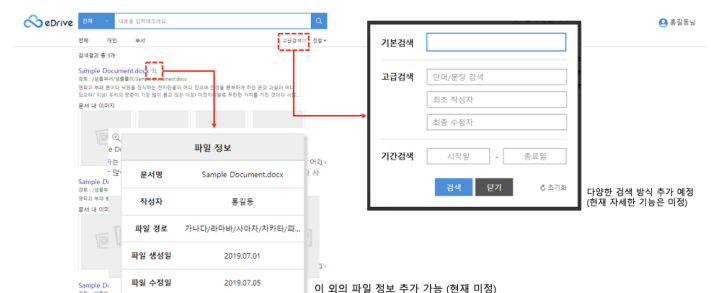 eDrive 전체 내용을 입력해주세요. 홍길동님
전체 개인 부서 고급검색 정렬
검색결과 총 5개
Sample Document.docx
문서 내 이미지
기본검색
고급검색 단어/문장 검색
최초 작성자
최종 수정자
기간검색 시작일 - 종료일
검색 닫기 초기화
다양한 검색 방식 추가 예정
(현재 자세한 기능은 미정)
파일 정보
문서명 Sample Document.docx
작성자 홍길동
파일 경로 가나다/라마바/사아자/차카타/파...
파일 생성일 2019.07.01
파일 수정일 2019.07.05
이 외의 파일 정보 추가 가능 (현재 미정)